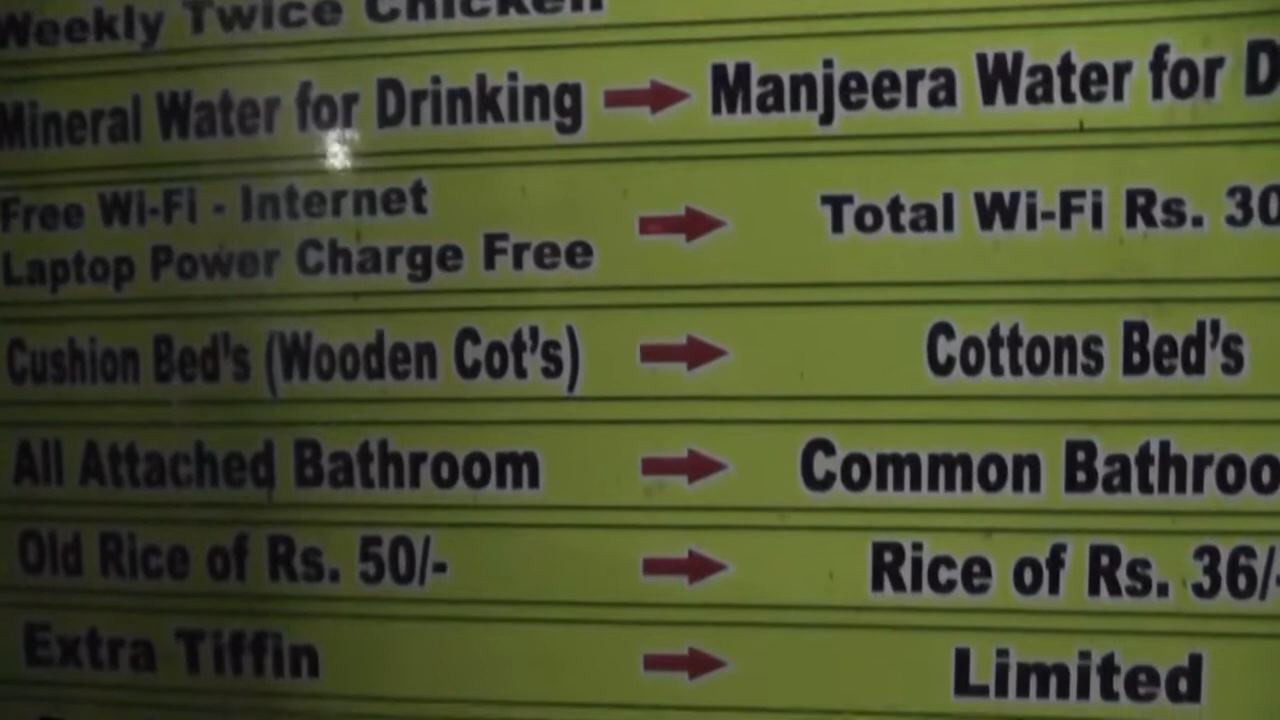 Weekly Twice Chicken
Mineral Water for Drinking Manjeera Water for D
Free Wi-Fi - Internet
Laptop Power Charge Free
Total Wi-Fi Rs. 30
Cushion Bed's (Wooden Cot's) Cottons Bed's
All Attached Bathroom Common Bathroo
Old Rice of Rs. 50/- Rice of Rs. 36/-
Extra Tiffin Limited